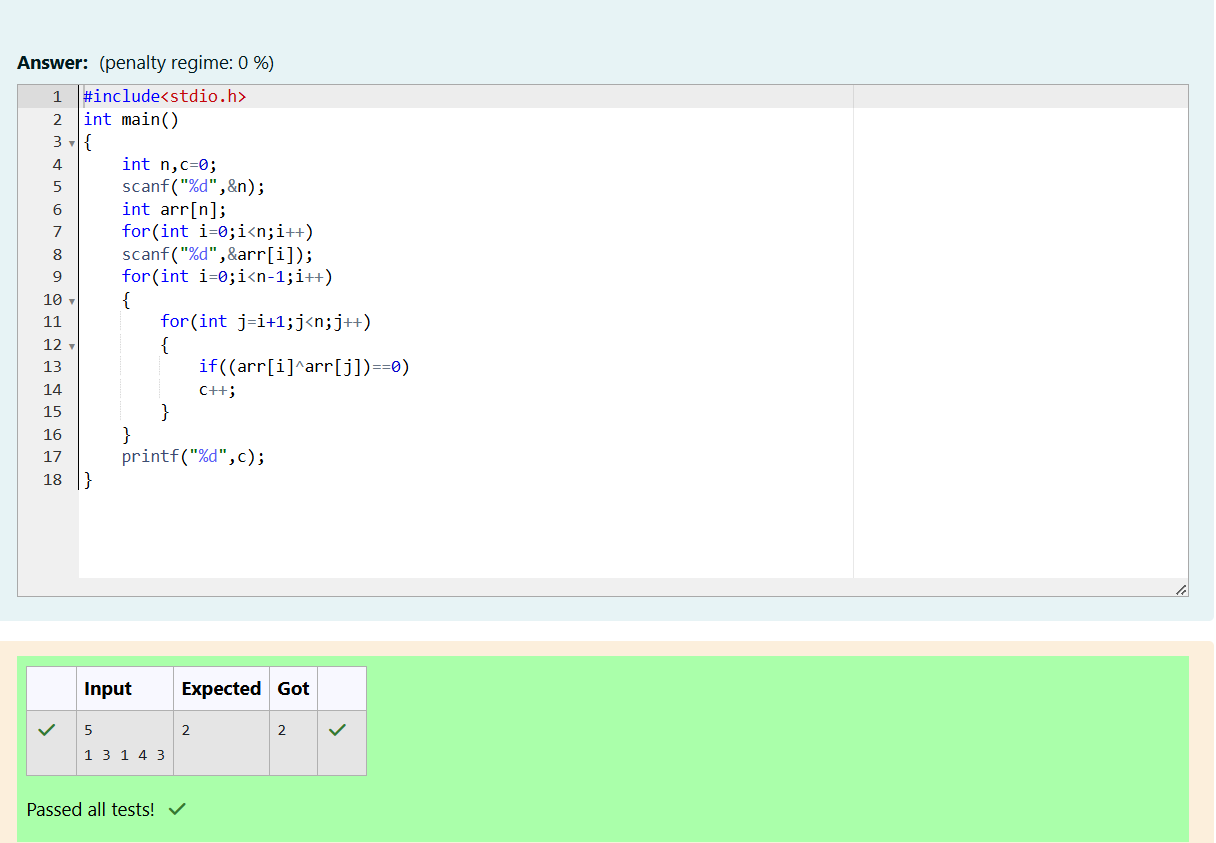 Answer: (penalty regime: 0 %)
1 #include<stdio.h>
2 int main()
3 {
4     int n,c=0;
5     scanf("%d",&n);
6     int arr[n];
7     for(int i=0;i<n;i++)
8     scanf("%d",&arr[i]);
9     for(int i=0;i<n-1;i++)
10     {
11         for(int j=i+1;j<n;j++)
12         {
13             if((arr[i]^arr[j])==0)
14             c++;
15         }
16     }
17     printf("%d",c);
18 }
Input Expected Got
5 2 2
1 3 1 4 3
Passed all tests!